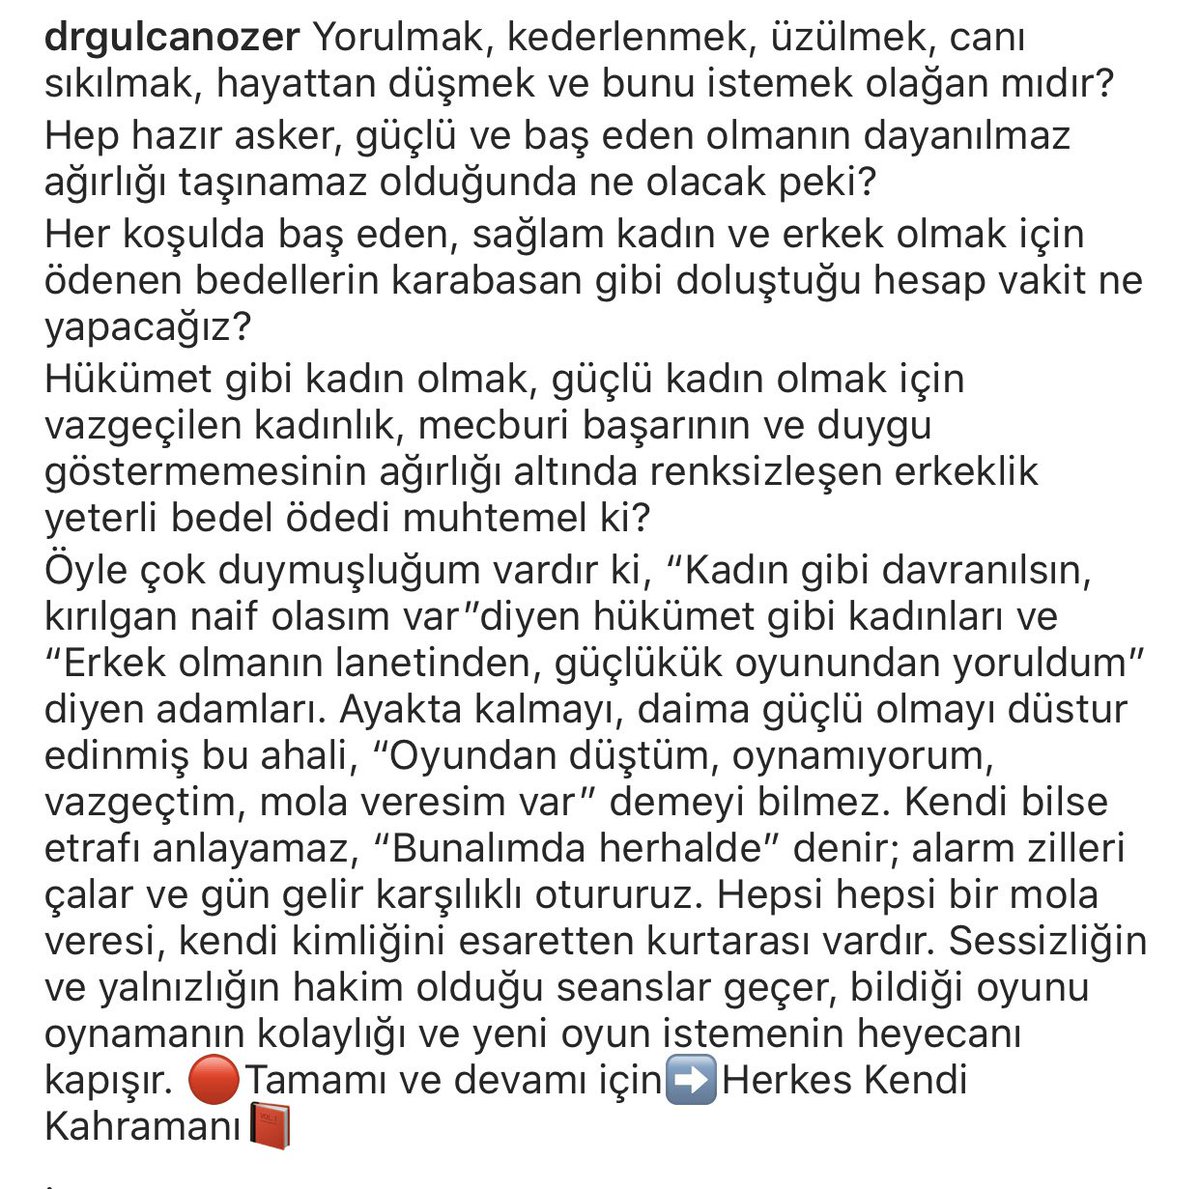 drgulcanozer Yorulmak, kederlenmek, üzülmek, canı
sıkılmak, hayattan düşmek ve bunu istemek olağan mıdır?
Hep hazır asker, güçlü ve baş eden olmanın dayanılmaz
ağırlığı taşınamaz olduğunda ne olacak peki?
Her koşulda baş eden, sağlam kadın ve erkek olmak için
ödenen bedellerin karabasan gibi doluştuğu hesap vakit ne
yapacağız?
Hükümet gibi kadın olmak, güçlü kadın olmak için
vazgeçilen kadınlık, mecburi başarının ve duygu
göstermemesinin ağırlığı altında renksizleşen erkeklik
yeterli bedel ödedi muhtemel ki?
Öyle çok duymuşluğum vardır ki, “Kadın gibi davranılsın,
kırılgan naif olasım var”diyen hükümet gibi kadınları ve
“Erkek olmanın lanetinden, güçlükük oyunundan yoruldum”
diyen adamları. Ayakta kalmayı, daima güçlü olmayı düstur
edinmiş bu ahali, “Oyundan düştüm, oynamıyorum,
vazgeçtim, mola veresim var” demeyi bilmez. Kendi bilse
etrafı anlayamaz, “Bunalımda herhalde” denir; alarm zilleri
çalar ve gün gelir karşılıklı otururuz. Hepsi hepsi bir mola
veresi, kendi kimliğini esaretten kurtarası vardır. Sessizliğin
ve yalnızlığın hakim olduğu seanslar geçer, bildiği oyunu
oynamanın kolaylığı ve yeni oyun istemenin heyecanı
kapışır. 🔴Tamamı ve devamı için➡️Herkes Kendi
Kahramanı📕
.